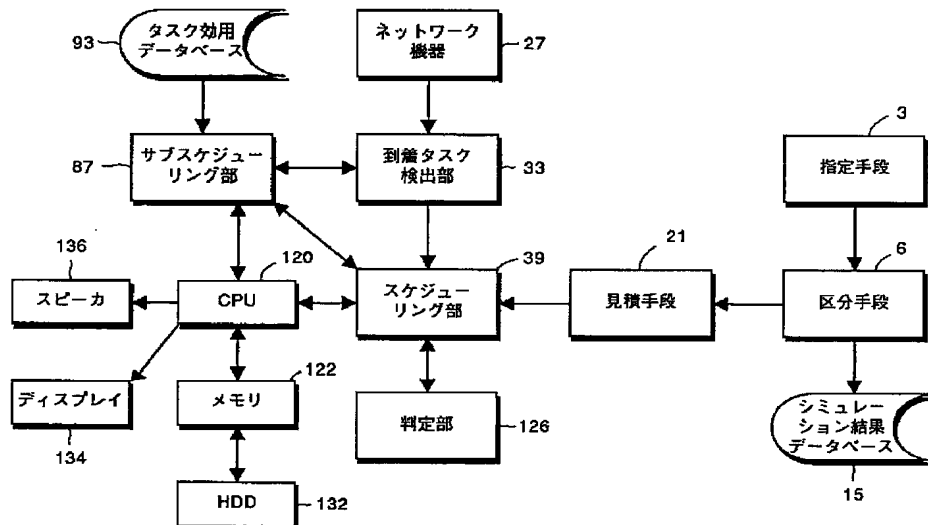 93
タスク効用
データベース
ネットワーク
機器
27
87
サブスケジュー
リング部
到着タスク
検出部
33
3
指定手段
136
スピーカ
120
CPU
39
スケジュー
リング部
21
見積手段
6
区分手段
ディスプレイ
134
122
メモリ
判定部
126
シミュレー
ション結果
データベース
15
HDD
132